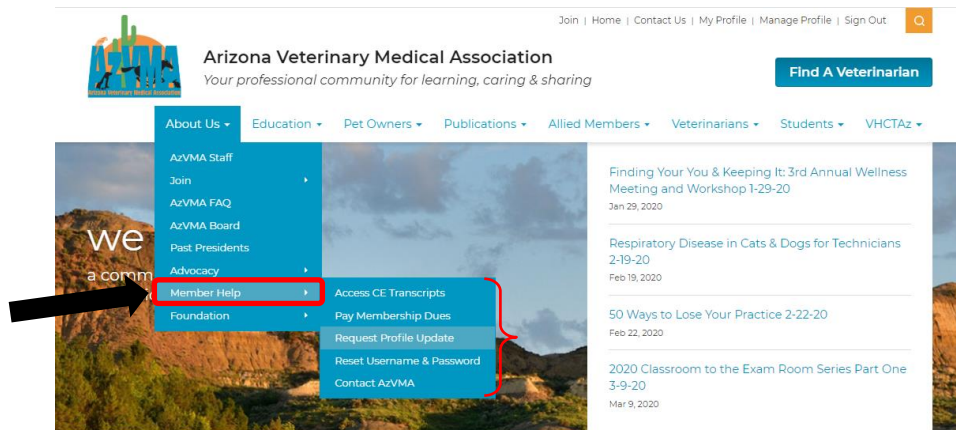 Join | Home | Contact Us | My Profile | Manage Profile | Sign Out
AzVMA
Arizona Veterinary Medical Association
Arizona Veterinary Medical Association
Your professional community for learning, caring & sharing
Find A Veterinarian
About Us Education Pet Owners Publications Allied Members Veterinarians Students VHCTAz
AzVMA Staff
Join
AzVMA FAQ
AzVMA Board
Past Presidents
Advocacy
Member Help
Foundation
Access CE Transcripts
Pay Membership Dues
Request Profile Update
Reset Username & Password
Contact AzVMA
we
a comm
Finding Your You & Keeping It: 3rd Annual Wellness
Meeting and Workshop 1-29-20
Jan 29, 2020
Respiratory Disease in Cats & Dogs for Technicians
2-19-20
Feb 19, 2020
50 Ways to Lose Your Practice 2-22-20
Feb 22, 2020
2020 Classroom to the Exam Room Series Part One
3-9-20
Mar 9, 2020